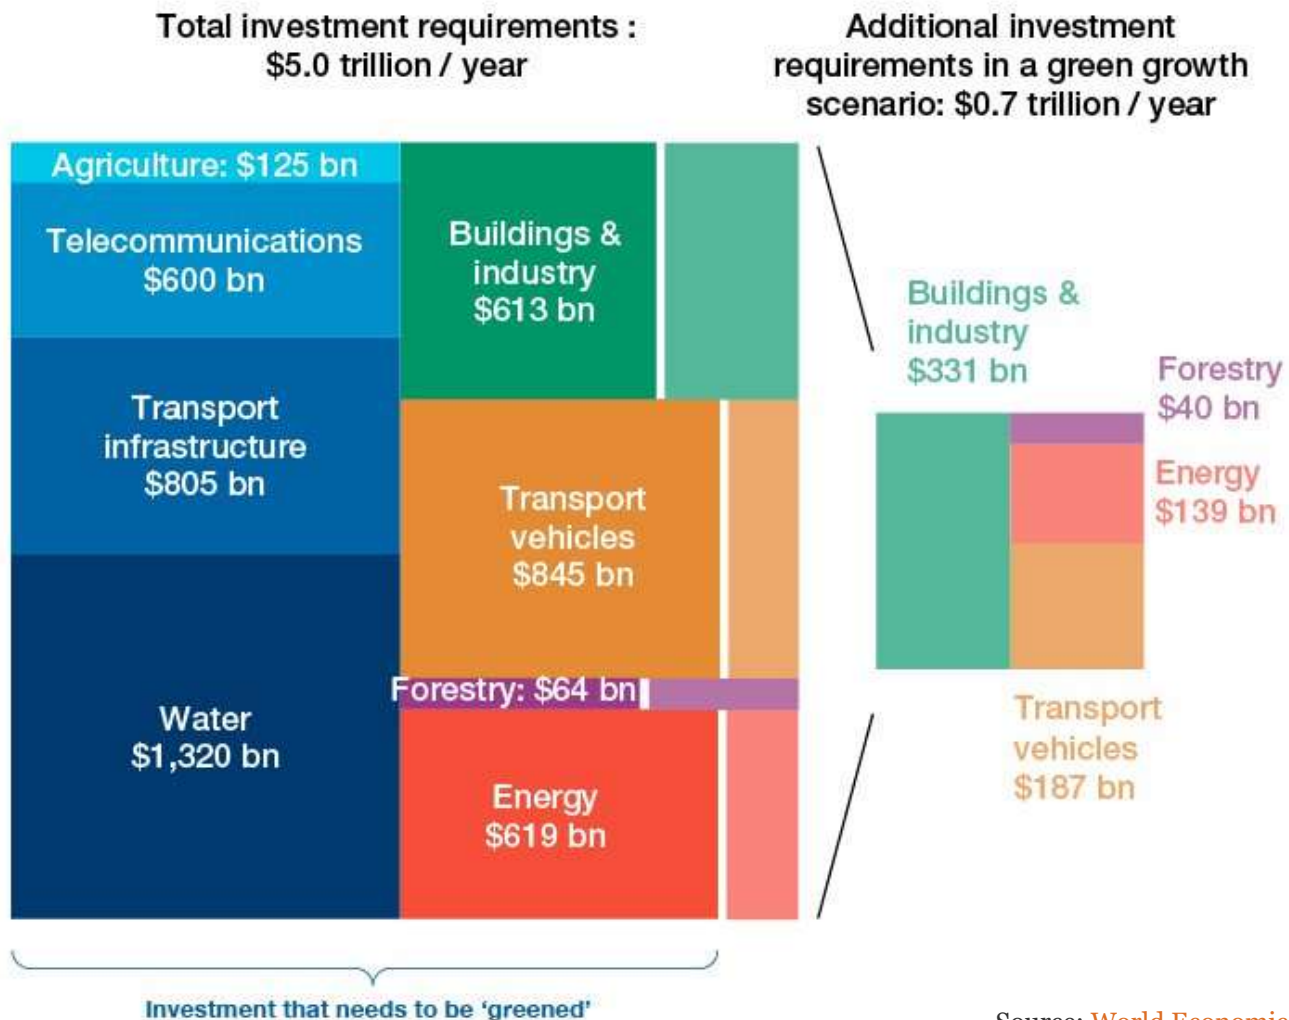 Total investment requirements :
$5.0 trillion / year
Additional investment
requirements in a green growth
scenario: $0.7 trillion / year
Agriculture: $125 bn
Telecommunications
$600 bn
Transport
infrastructure
$805 bn
Water
$1,320 bn
Buildings &
industry
$613 bn
Transport
vehicles
$845 bn
Forestry: $64 bn
Energy
$619 bn
Buildings &
industry
$331 bn
Forestry
$40 bn
Energy
$139 bn
Transport
vehicles
$187 bn
Investment that needs to be ‘greened’
Source: World Economic